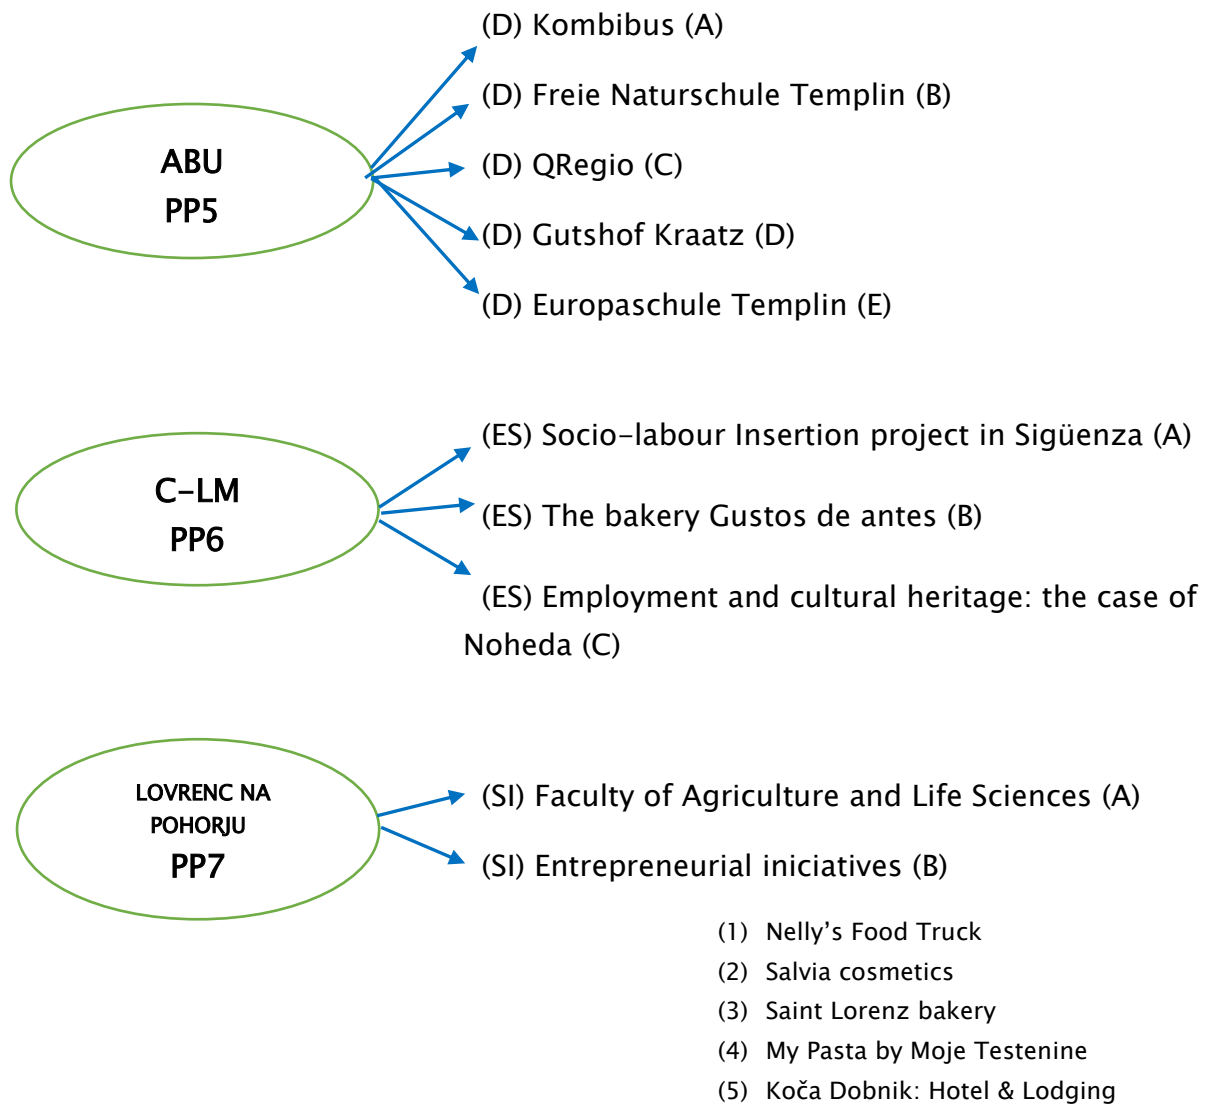 ABU
PP5
(D) Kombibus (A)
(D) Freie Naturschule Templin (B)
(D) QRegio (C)
(D) Gutshof Kraatz (D)
(D) Europaschule Templin (E)
C-LM
PP6
(ES) Socio-labour Insertion project in Sigüenza (A)
(ES) The bakery Gustos de antes (B)
(ES) Employment and cultural heritage: the case of
Noheda (C)
LOVRENC NA
POHORJU
PP7
(SI) Faculty of Agriculture and Life Sciences (A)
(SI) Entrepreneurial iniciatives (B)
(1) Nelly’s Food Truck
(2) Salvia cosmetics
(3) Saint Lorenz bakery
(4) My Pasta by Moje Testenine
(5) Koča Dobnik: Hotel & Lodging